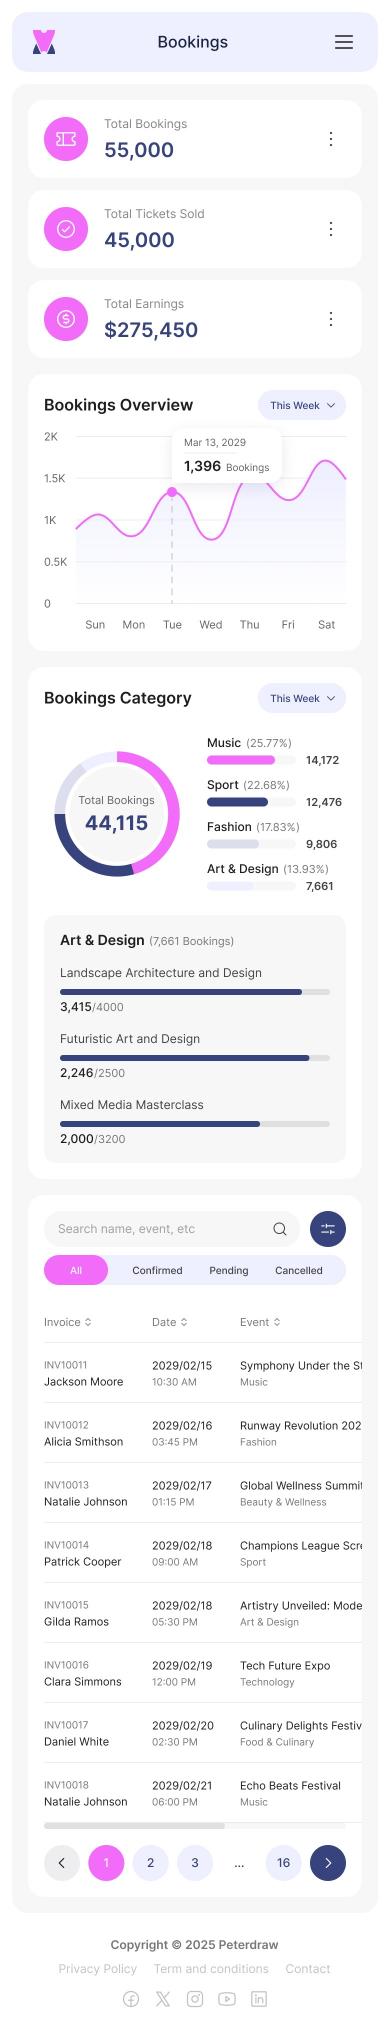 Bookings
Total Bookings
55,000
Total Tickets Sold
45,000
Total Earnings
$275,450
Bookings Overview
This Week
2K
1.5K
1K
0.5K
0
Mar 13, 2029
1,396 Bookings
Sun Mon Tue Wed Thu Fri Sat
Bookings Category
This Week
Total Bookings
44,115
Music (25.77%)
14,172
Sport (22.68%)
12,476
Fashion (17.83%)
9,806
Art & Design (13.93%)
7,661
Art & Design (7,661 Bookings)
Landscape Architecture and Design
3,415/4000
Futuristic Art and Design
2,246/2500
Mixed Media Masterclass
2,000/3200
Search name, event, etc
All Confirmed Pending Cancelled
Invoice Date Event
INV10011 2029/02/15 Symphony Under the St
Jackson Moore 10:30 AM Music
INV10012 2029/02/16 Runway Revolution 202
Alicia Smithson 03:45 PM Fashion
INV10013 2029/02/17 Global Wellness Summit
Natalie Johnson 01:15 PM Beauty & Wellness
INV10014 2029/02/18 Champions League Scre
Patrick Cooper 09:00 AM Sport
INV10015 2029/02/18 Artistry Unveiled: Mode
Gilda Ramos 05:30 PM Art & Design
INV10016 2029/02/19 Tech Future Expo
Clara Simmons 12:00 PM Technology
INV10017 2029/02/20 Culinary Delights Festiv
Daniel White 02:30 PM Food & Culinary
INV10018 2029/02/21 Echo Beats Festival
Natalie Johnson 06:00 PM Music
1 2 3 ... 16
Copyright © 2025 Peterdraw
Privacy Policy Term and conditions Contact